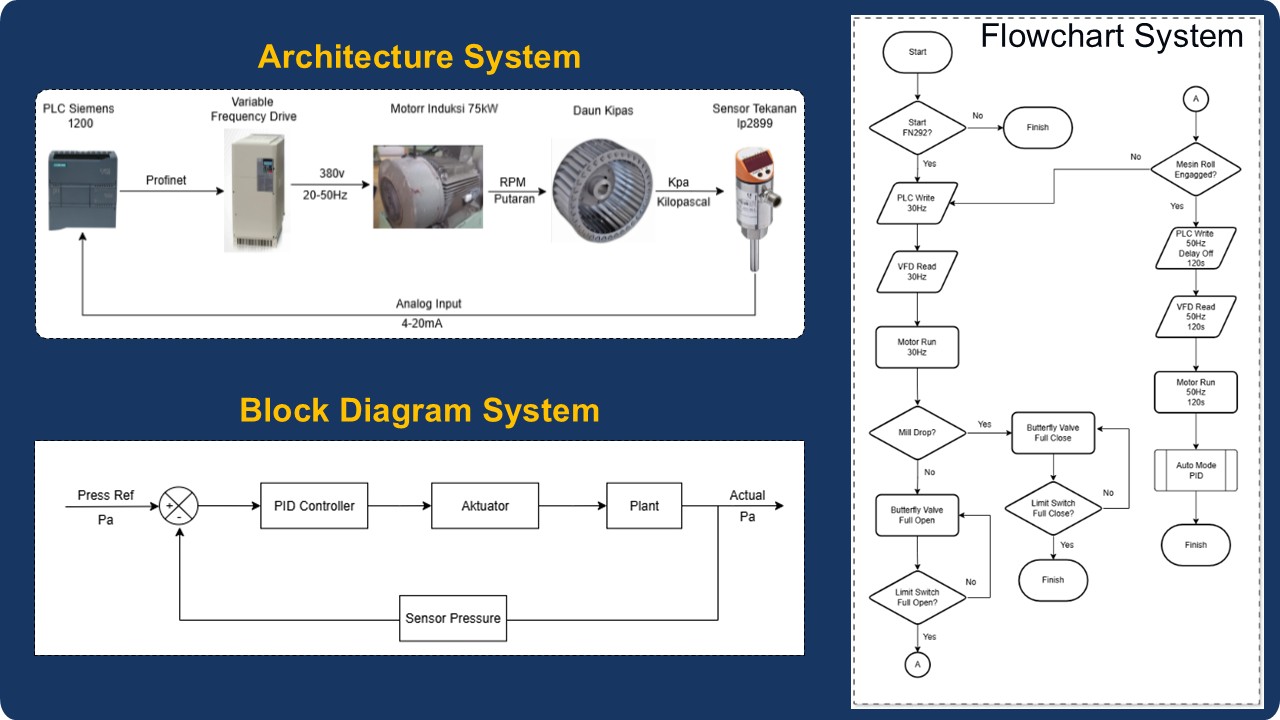 Architecture System
PLC Siemens
1200
Variable
Frequency Drive
Motorr Induksi 75kW
Daun Kipas
Sensor Tekanan
Ip2899
SIEMENS
Profinet
380v
20-50Hz
RPM
Putaran
Kpa
Kilopascal
Analog Input
4-20mA
Block Diagram System
Press Ref
Pa
+
-
PID Controller
Aktuator
Plant
Actual
Pa
Sensor Pressure
Flowchart System
Start
Start
FN292?
No
Finish
Yes
PLC Write
30Hz
VFD Read
30Hz
Motor Run
30Hz
Mill Drop?
Yes
Butterfly Valve
Full Close
No
Limit Switch
Full Close?
No
Yes
Finish
Butterfly Valve
Full Open
Limit Switch
Full Open?
No
Yes
A
A
Mesin Roll
Engagged?
No
Yes
PLC Write
50Hz
Delay Off
120s
VFD Read
50Hz
120s
Motor Run
50Hz
120s
Auto Mode
PID
Finish